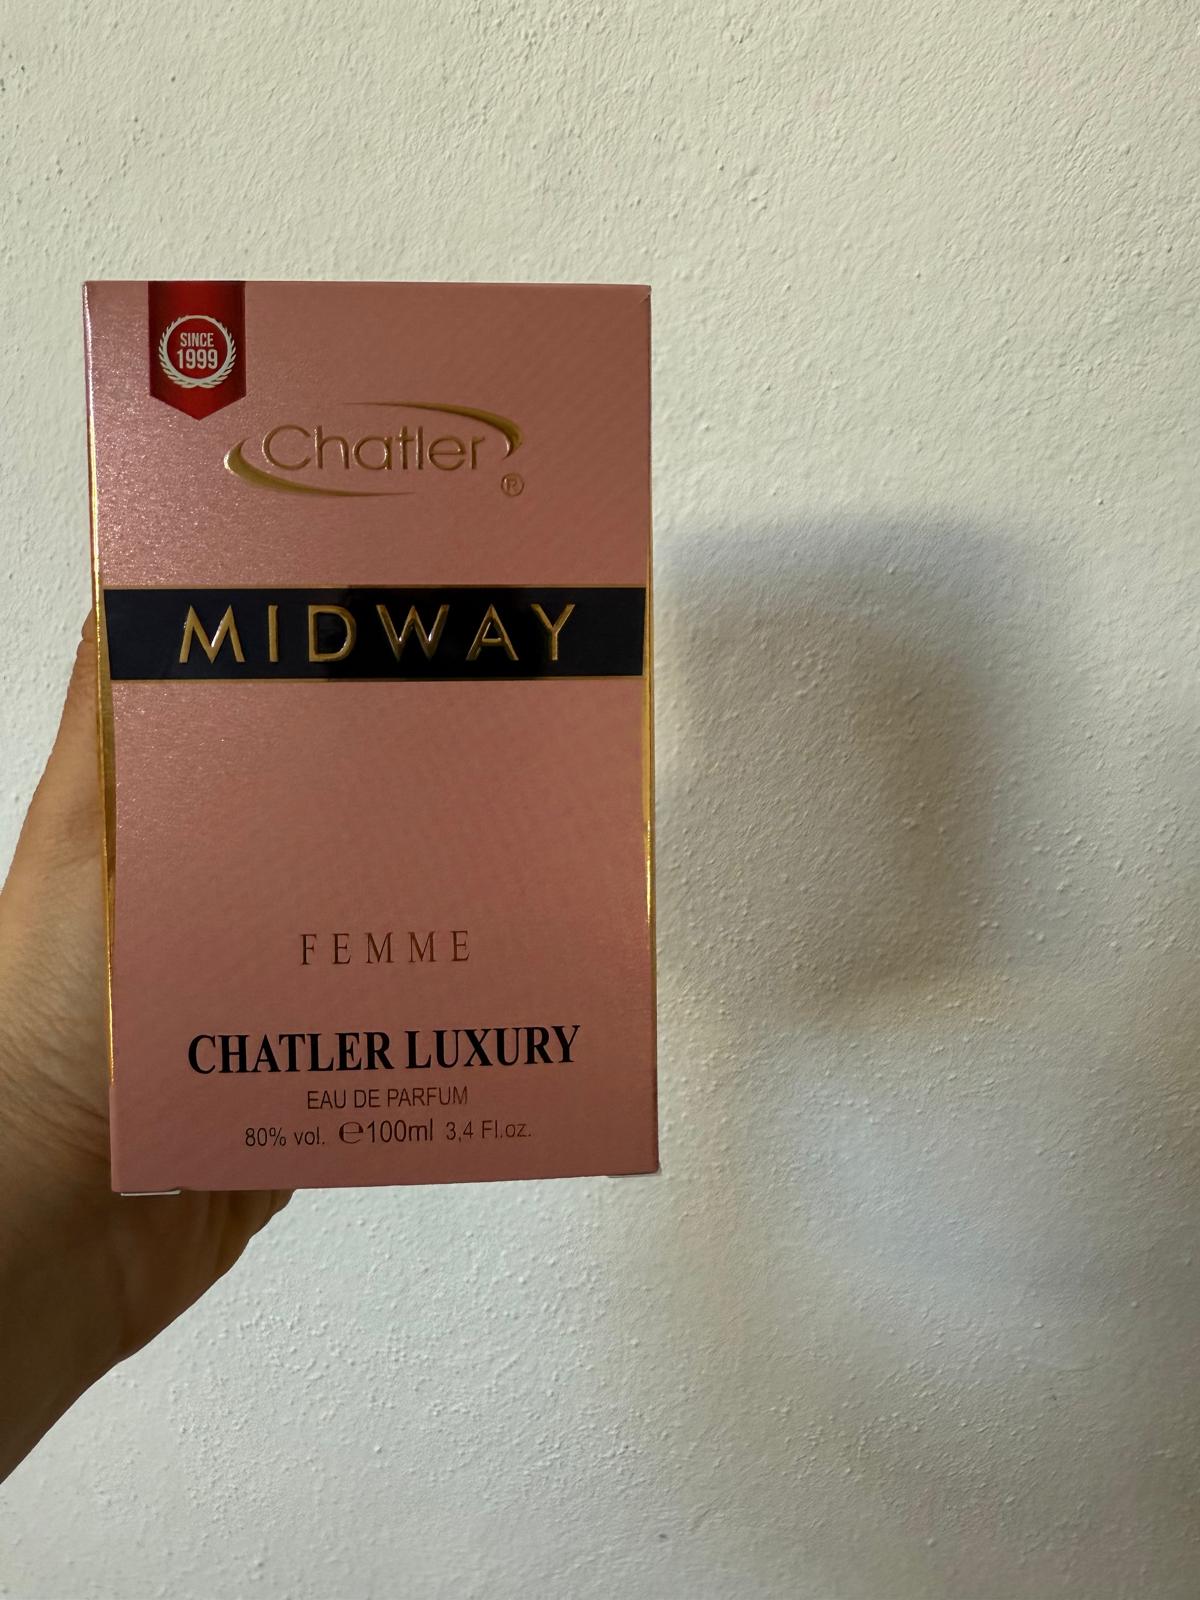 SINCE
1999
Chatler
®
MIDWAY
FEMME
CHATLER LUXURY
EAU DE PARFUM
80% vol. ℮100ml 3,4 Fl.oz.